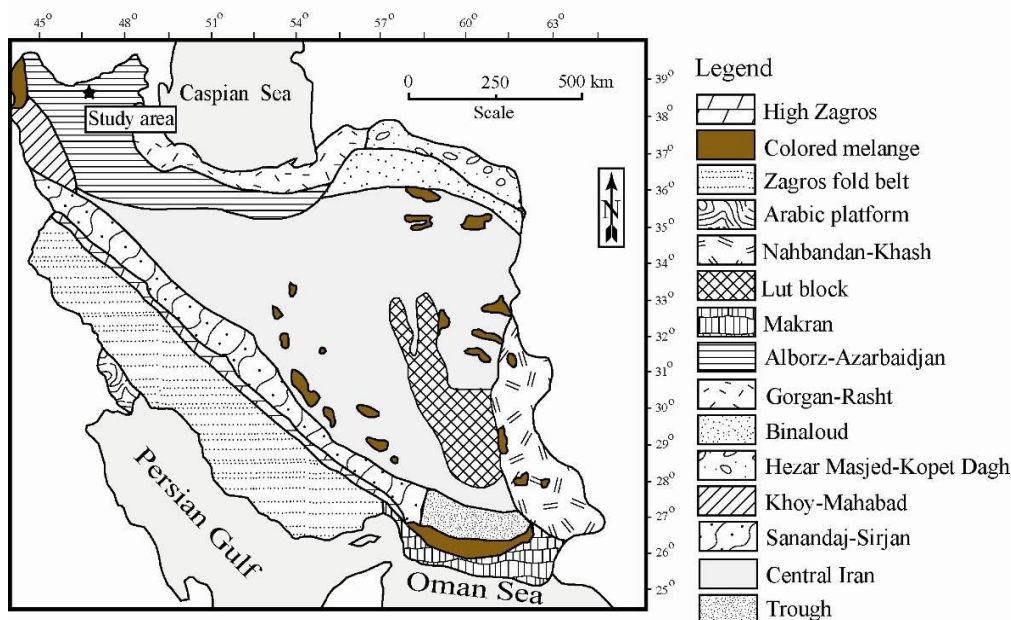 45° 48° 51° 54° 57° 60° 63°
Caspian Sea
0 250 500 km
Scale
Study area
N
39°
38°
37°
36°
35°
34°
33°
32°
31°
30°
29°
28°
27°
26°
25°
Persian Gulf
Oman Sea
Legend
High Zagros
Colored melange
Zagros fold belt
Arabic platform
Nahbandan-Khash
Lut block
Makran
Alborz-Azarbaidjan
Gorgan-Rasht
Binaloud
Hezar Masjed-Kopet Dagh
Khoy-Mahabad
Sanandaj-Sirjan
Central Iran
Trough